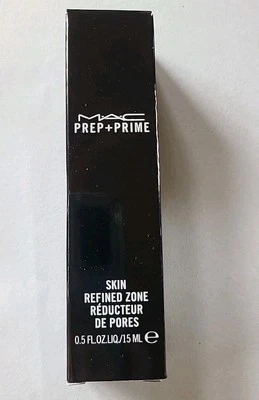 MAC
PREP+PRIME
SKIN
REFINED ZONE
RÉDUCTEUR
DE PORES
0.5 FL.OZ.LIQ./15 ML ℮